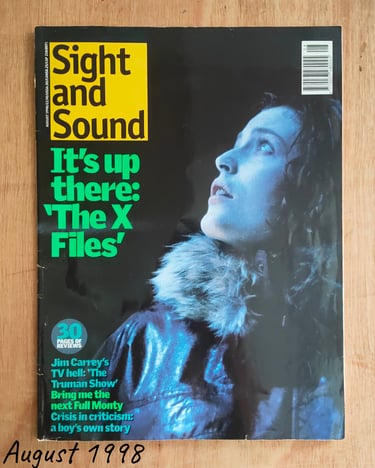 Sight
and
Sound
It's up
there:
'The X
Files'
30
PAGES OF
REVIEWS
Jim Carrey's
TV hell: 'The
Truman Show'
Bring me the
next Full Monty
Crisis in criticism:
a boy's own story
August 1998